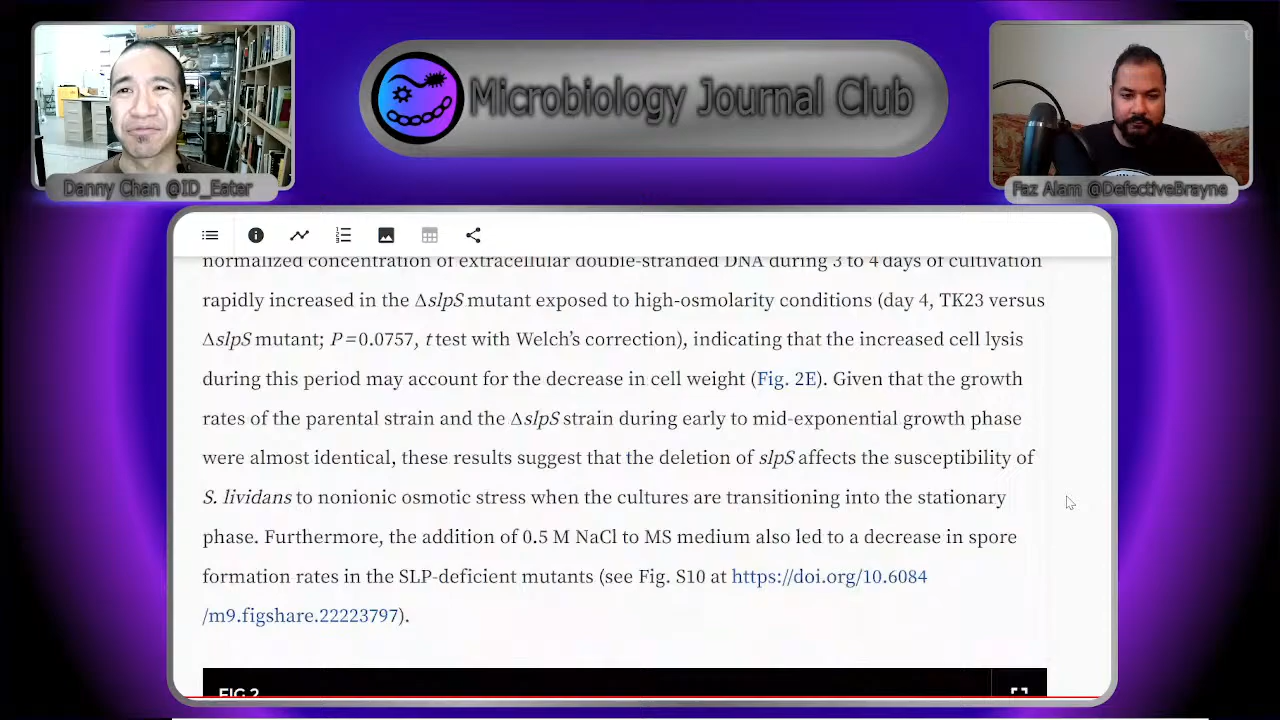 Microbiology Journal Club
Danny Chan @ID_Eater
Faz Alam @DefectiveBrayne
normalized concentration of extracellular double-stranded DNA during 3 to 4 days of cultivation
rapidly increased in the ΔslpS mutant exposed to high-osmolarity conditions (day 4, TK23 versus
ΔslpS mutant; P = 0.0757, t test with Welch’s correction), indicating that the increased cell lysis
during this period may account for the decrease in cell weight (Fig. 2E). Given that the growth
rates of the parental strain and the ΔslpS strain during early to mid-exponential growth phase
were almost identical, these results suggest that the deletion of slpS affects the susceptibility of
S. lividans to nonionic osmotic stress when the cultures are transitioning into the stationary
phase. Furthermore, the addition of 0.5 M NaCl to MS medium also led to a decrease in spore
formation rates in the SLP-deficient mutants (see Fig. S10 at https://doi.org/10.6084
/m9.figshare.22223797).
FIG 2